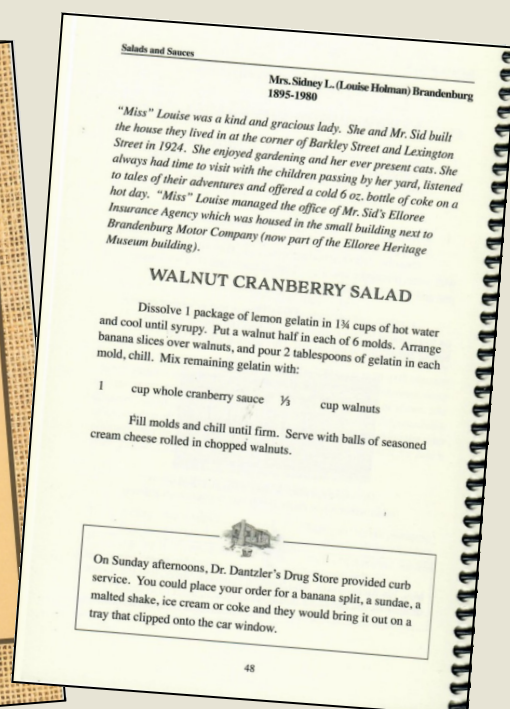 Salads and Sauces
Mrs. Sidney L. (Louise Holman) Brandenburg
1895-1980
"Miss" Louise was a kind and gracious lady. She and Mr. Sid built
the house they lived in at the corner of Barkley Street and Lexington
Street in 1924. She enjoyed gardening and her ever present cats. She
always had time to visit with the children passing by her yard, listened
to tales of their adventures and offered a cold 6 oz. bottle of coke on a
hot day. "Miss" Louise managed the office of Mr. Sid's Elloree
Insurance Agency which was housed in the small building next to
Brandenburg Motor Company (now part of the Elloree Heritage
Museum building).
WALNUT CRANBERRY SALAD
Dissolve 1 package of lemon gelatin in 1¾ cups of hot water
and cool until syrupy. Put a walnut half in each of 6 molds. Arrange
banana slices over walnuts, and pour 2 tablespoons of gelatin in each
mold, chill. Mix remaining gelatin with:
1 cup whole cranberry sauce ⅓ cup walnuts
Fill molds and chill until firm. Serve with balls of seasoned
cream cheese rolled in chopped walnuts.
On Sunday afternoons, Dr. Dantzler's Drug Store provided curb
service. You could place your order for a banana split, a sundae, a
malted shake, ice cream or coke and they would bring it out on a
tray that clipped onto the car window.
48